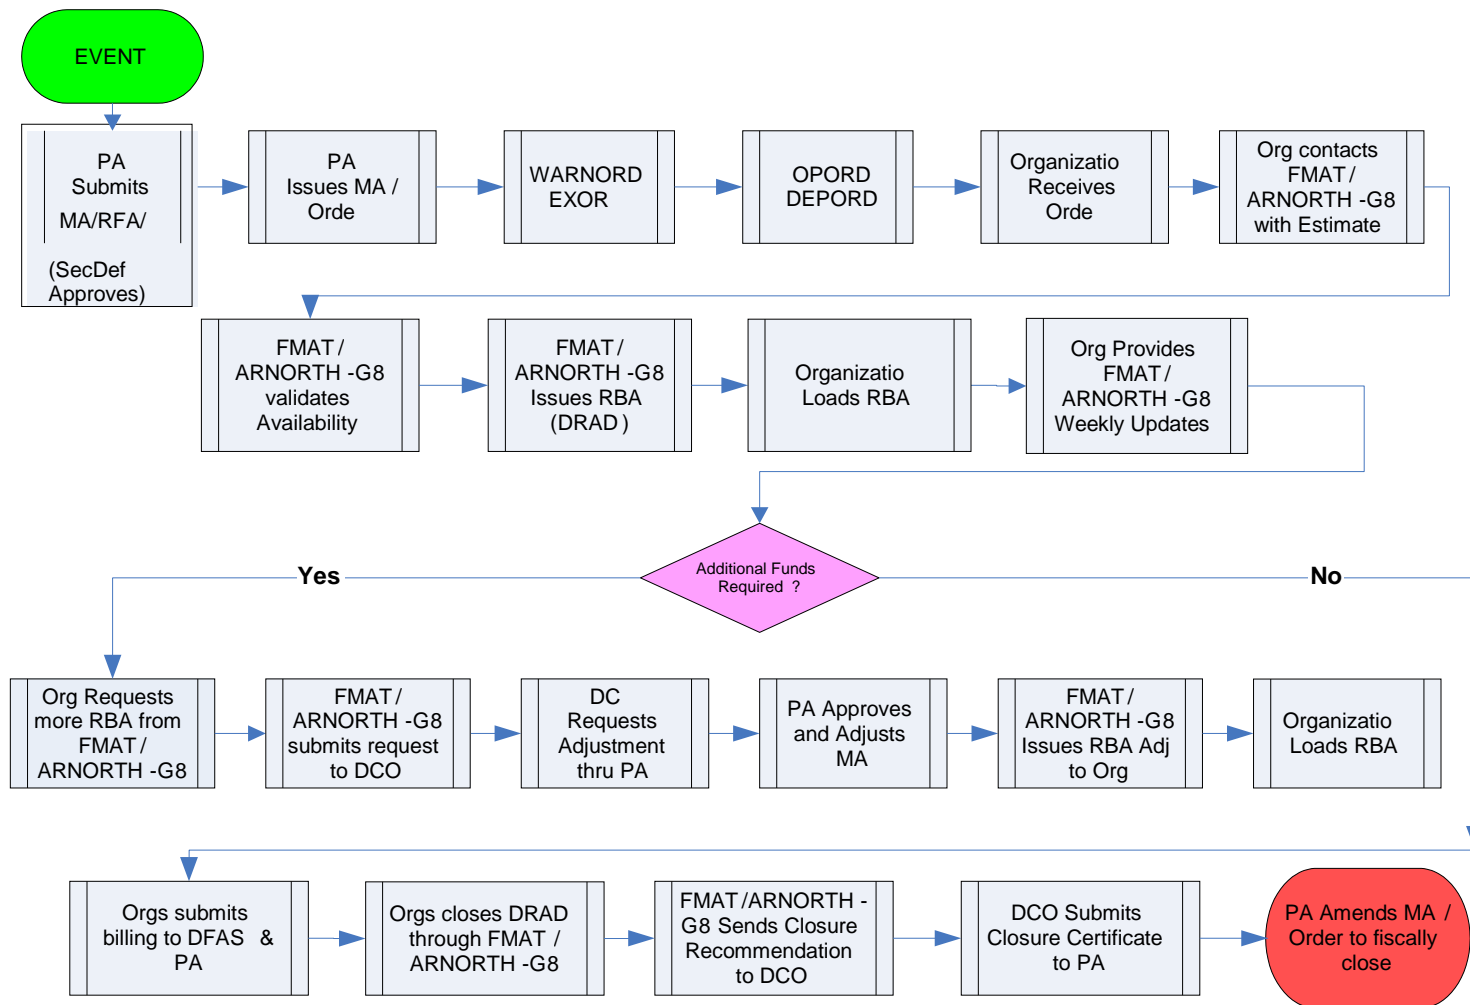 EVENT
PA
Submits
MA/RFA/
(SecDef
Approves)
PA
Issues MA /
Orde
WARNORD
EXOR
OPORD
DEPORD
Organizatio
Receives
Orde
Org contacts
FMAT /
ARNORTH -G8
with Estimate
FMAT /
ARNORTH -G8
validates
Availability
FMAT /
ARNORTH -G8
Issues RBA
(DRAD )
Organizatio
Loads RBA
Org Provides
FMAT /
ARNORTH -G8
Weekly Updates
Additional Funds
Required ?
Yes
No
Org Requests
more RBA from
FMAT /
ARNORTH -G8
FMAT /
ARNORTH -G8
submits request
to DCO
DC
Requests
Adjustment
thru PA
PA Approves
and Adjusts
MA
FMAT /
ARNORTH -G8
Issues RBA Adj
to Org
Organizatio
Loads RBA
Orgs submits
billing to DFAS &
PA
Orgs closes DRAD
through FMAT /
ARNORTH -G8
FMAT /ARNORTH -
G8 Sends Closure
Recommendation
to DCO
DCO Submits
Closure Certificate
to PA
PA Amends MA /
Order to fiscally
close